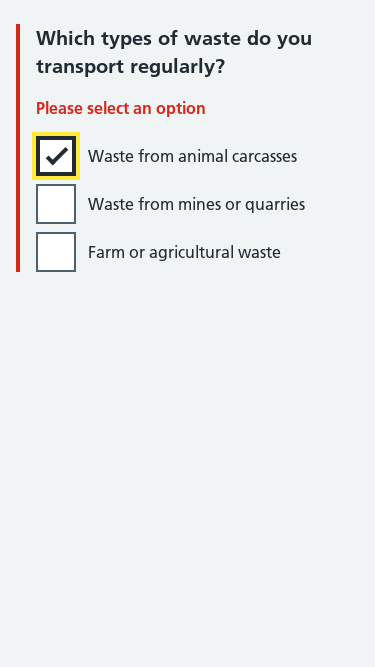 Which types of waste do you
transport regularly?
Please select an option
Waste from animal carcasses
Waste from mines or quarries
Farm or agricultural waste